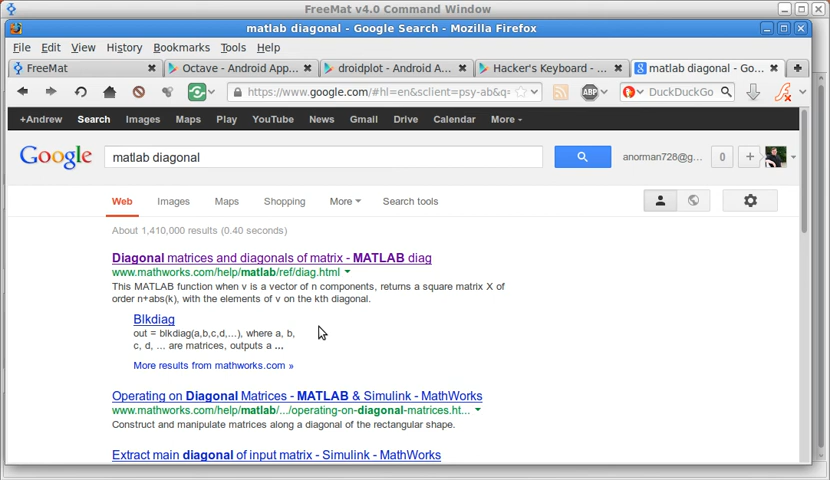 FreeMat v4.0 Command Window
matlab diagonal - Google Search - Mozilla Firefox
File Edit View History Bookmarks Tools Help
FreeMat Octave - Android App... droidplot - Android A... Hacker's Keyboard - ... matlab diagonal - Go...
https://www.google.com/#hl=en&sclient=psy-ab&q= ABP DuckDuckGo
+Andrew Search Images Maps Play YouTube News Gmail Drive Calendar More
Google matlab diagonal anorman728@g... 0 +
Web Images Maps Shopping More Search tools
About 1,410,000 results (0.40 seconds)
Diagonal matrices and diagonals of matrix - MATLAB diag
www.mathworks.com/help/matlab/ref/diag.html
This MATLAB function when v is a vector of n components, returns a square matrix X of
order n+abs(k), with the elements of v on the kth diagonal.
Blkdiag
out = blkdiag(a,b,c,d,...), where a, b,
c, d, ... are matrices, outputs a ...
More results from mathworks.com »
Operating on Diagonal Matrices - MATLAB & Simulink - MathWorks
www.mathworks.com/help/matlab/.../operating-on-diagonal-matrices.ht...
Construct and manipulate matrices along a diagonal of the rectangular shape.
Extract main diagonal of input matrix - Simulink - MathWorks